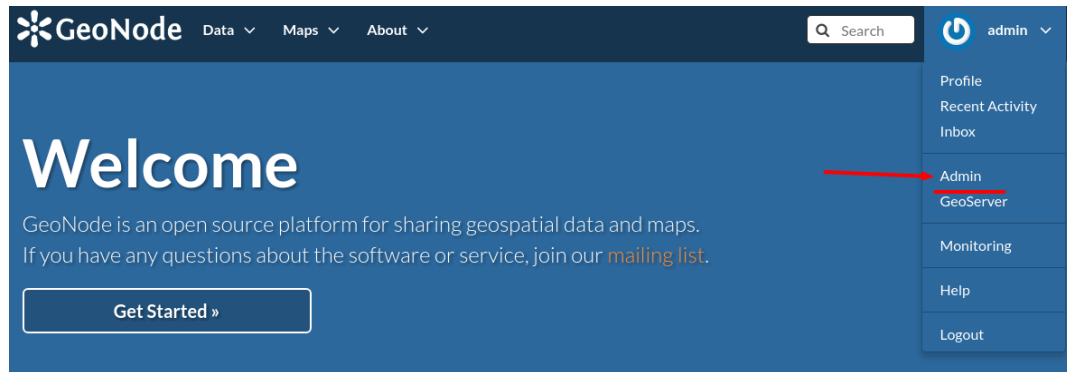 GeoNode Data Maps About Search admin
Profile
Recent Activity
Inbox
Admin
GeoServer
Monitoring
Help
Logout
Welcome
GeoNode is an open source platform for sharing geospatial data and maps.
If you have any questions about the software or service, join our mailing list.
Get Started »